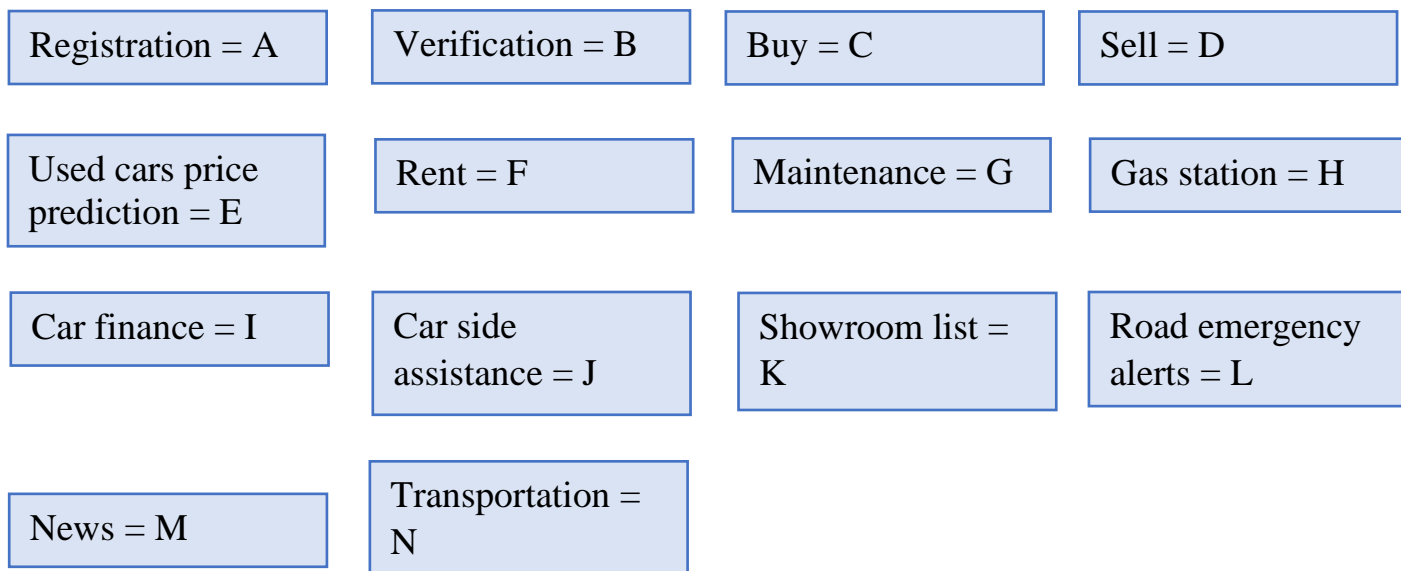 Registration = A
Verification = B
Buy = C
Sell = D
Used cars price
prediction = E
Rent = F
Maintenance = G
Gas station = H
Car finance = I
Car side
assistance = J
Showroom list =
K
Road emergency
alerts = L
News = M
Transportation =
N